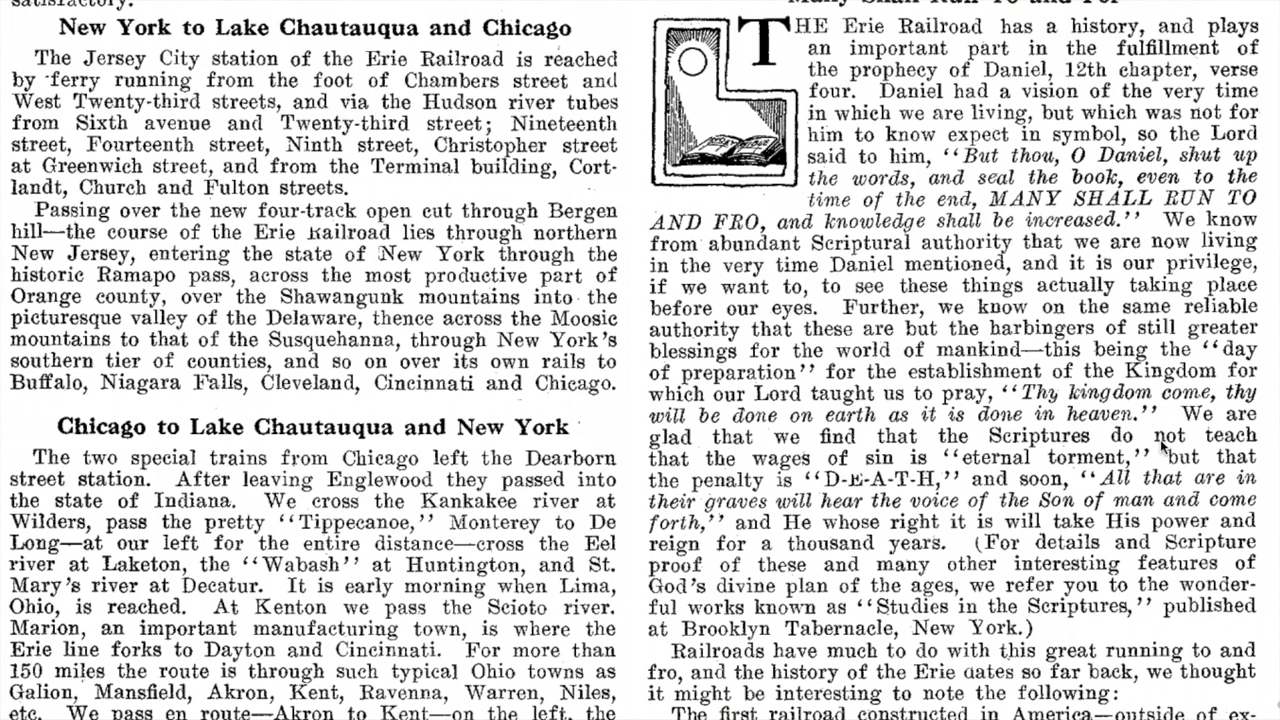 satisfactory.
New York to Lake Chautauqua and Chicago
The Jersey City station of the Erie Railroad is reached
by ferry running from the foot of Chambers street and
West Twenty-third streets, and via the Hudson river tubes
from Sixth avenue and Twenty-third street; Nineteenth
street, Fourteenth street, Ninth street, Christopher street
at Greenwich street, and from the Terminal building, Cort-
landt, Church and Fulton streets.
Passing over the new four-track open cut through Bergen
hill—the course of the Erie Railroad lies through northern
New Jersey, entering the state of New York through the
historic Ramapo pass, across the most productive part of
Orange county, over the Shawangunk mountains into the
picturesque valley of the Delaware, thence across the Moosic
mountains to that of the Susquehanna, through New York's
southern tier of counties, and so on over its own rails to
Buffalo, Niagara Falls, Cleveland, Cincinnati and Chicago.
Chicago to Lake Chautauqua and New York
The two special trains from Chicago left the Dearborn
street station. After leaving Englewood they passed into
the state of Indiana. We cross the Kankakee river at
Wilders, pass the pretty "Tippecanoe," Monterey to De
Long—at our left for the entire distance—cross the Eel
river at Laketon, the "Wabash" at Huntington, and St.
Mary's river at Decatur. It is early morning when Lima,
Ohio, is reached. At Kenton we pass the Scioto river.
Marion, an important manufacturing town, is where the
Erie line forks to Dayton and Cincinnati. For more than
150 miles the route is through such typical Ohio towns as
Galion, Mansfield, Akron, Kent, Ravenna, Warren, Niles,
etc. We pass en route—Akron to Kent—on the left, the
Many Shall Run To and Fro
THE Erie Railroad has a history, and plays
an important part in the fulfillment of
the prophecy of Daniel, 12th chapter, verse
four. Daniel had a vision of the very time
in which we are living, but which was not for
him to know expect in symbol, so the Lord
said to him, "But thou, O Daniel, shut up
the words, and seal the book, even to the
time of the end, MANY SHALL RUN TO
AND FRO, and knowledge shall be increased." We know
from abundant Scriptural authority that we are now living
in the very time Daniel mentioned, and it is our privilege,
if we want to, to see these things actually taking place
before our eyes. Further, we know on the same reliable
authority that these are but the harbingers of still greater
blessings for the world of mankind—this being the "day
of preparation" for the establishment of the Kingdom for
which our Lord taught us to pray, "Thy kingdom come, thy
will be done on earth as it is done in heaven." We are
glad that we find that the Scriptures do not teach
that the wages of sin is "eternal torment," but that
the penalty is "D-E-A-T-H," and soon, "All that are in
their graves will hear the voice of the Son of man and come
forth," and He whose right it is will take His power and
reign for a thousand years. (For details and Scripture
proof of these and many other interesting features of
God's divine plan of the ages, we refer you to the wonder-
ful works known as "Studies in the Scriptures," published
at Brooklyn Tabernacle, New York.)
Railroads have much to do with this great running to and
fro, and the history of the Erie dates so far back, we thought
it might be interesting to note the following:
The first railroad constructed in America—outside of ex-